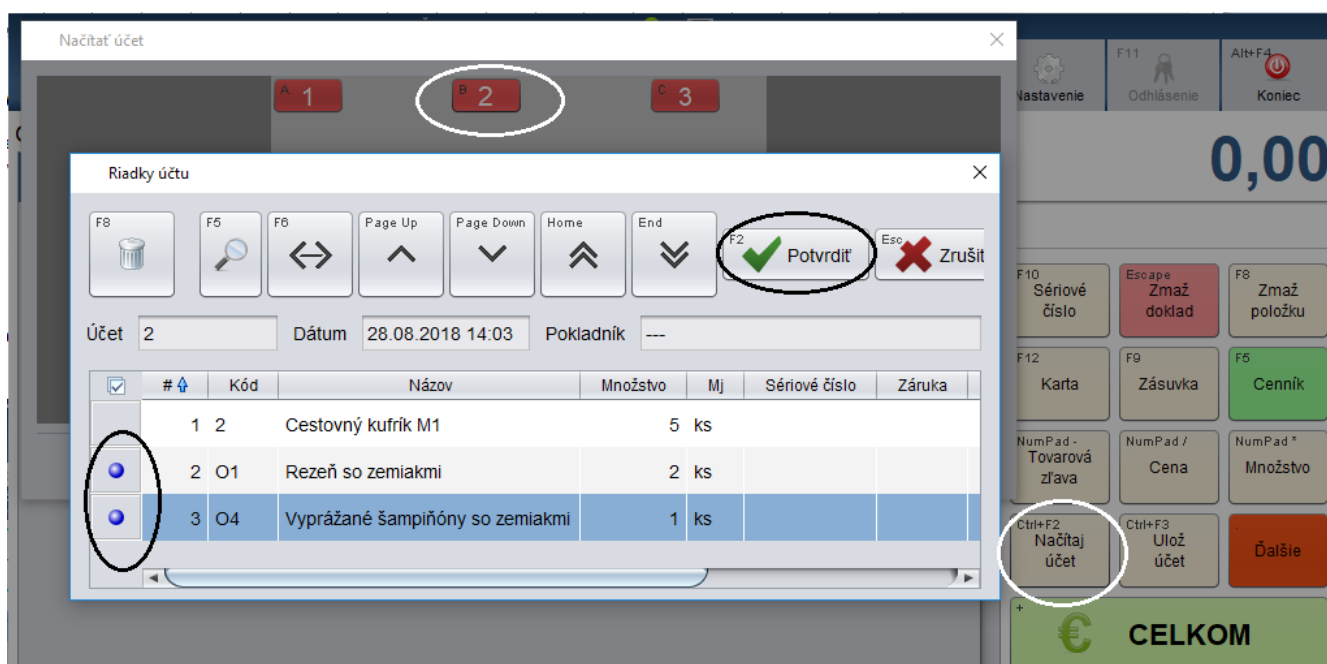 Načítať účet
A 1
B 2
C 3
F11
Alt+F4
Nastavenie
Odhlásenie
Koniec
0,00
Riadky účtu
F8
F5
F6
Page Up
Page Down
Home
End
F2 Potvrdiť
Esc Zrušiť
Účet 2 Dátum 28.08.2018 14:03 Pokladník ---
# Kód Názov Množstvo Mj Sériové číslo Záruka
1 2 Cestovný kufrík M1 5 ks
2 O1 Rezeň so zemiakmi 2 ks
3 O4 Vyprážané šampiňóny so zemiakmi 1 ks
F10
Sériové
číslo
Escape
Zmaž
doklad
F8
Zmaž
položku
F12
Karta
F9
Zásuvka
F5
Cenník
NumPad -
Tovarová
zľava
NumPad /
Cena
NumPad *
Množstvo
Ctrl+F2
Načítaj
účet
Ctrl+F3
Ulož
účet
.
Ďalšie
+
€ CELKOM